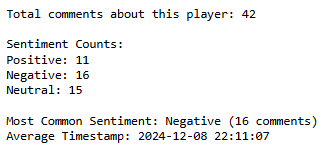 Total comments about this player: 42
Sentiment Counts:
Positive: 11
Negative: 16
Neutral: 15
Most Common Sentiment: Negative (16 comments)
Average Timestamp: 2024-12-08 22:11:07